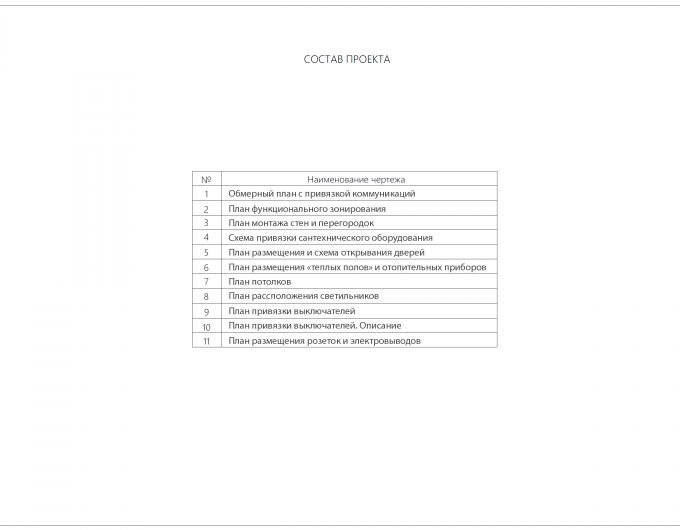 СОСТАВ ПРОЕКТА
№ Наименование чертежа
1 Обмерный план с привязкой коммуникаций
2 План функционального зонирования
3 План монтажа стен и перегородок
4 Схема привязки сантехнического оборудования
5 План размещения и схема открывания дверей
6 План размещения «теплых полов» и отопительных приборов
7 План потолков
8 План рассположения светильников
9 План привязки выключателей
10 План привязки выключателей. Описание
11 План размещения розеток и электровыводов